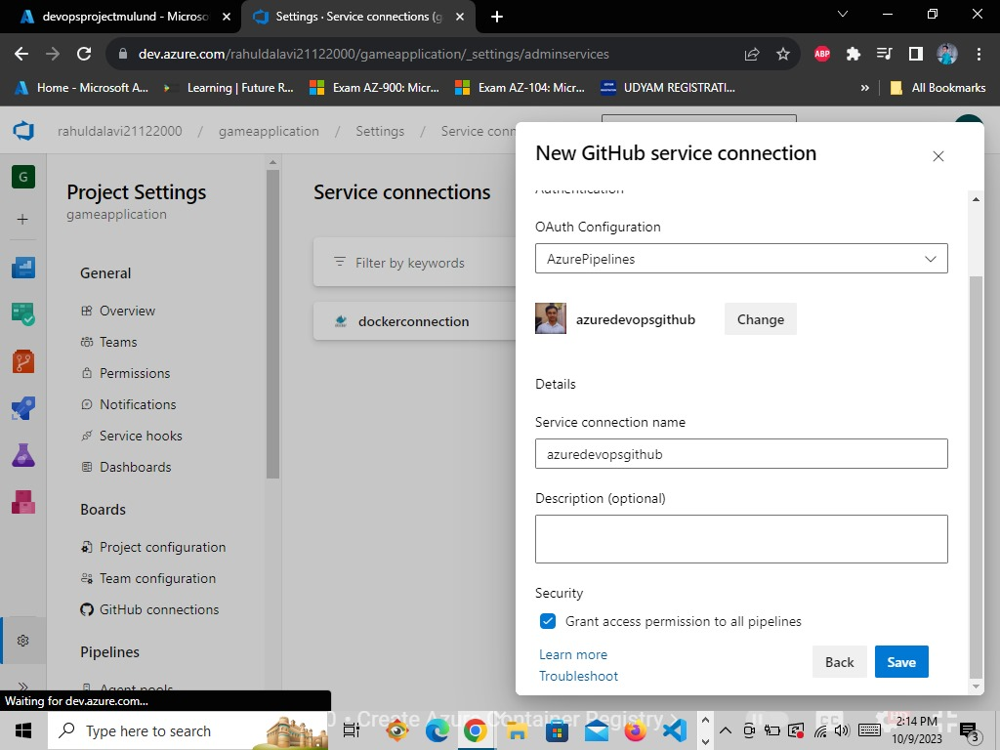 devopsprojectmulund - Microso
Settings · Service connections (g
dev.azure.com/rahuldalavi21122000/gameapplication/_settings/adminservices
ABP
Home - Microsoft A...
Learning | Future R...
Exam AZ-900: Micr...
Exam AZ-104: Micr...
UDYAM REGISTRATI...
»
All Bookmarks
rahuldalavi21122000 / gameapplication / Settings / Service conn
G
Project Settings
gameapplication
General
Overview
Teams
Permissions
Notifications
Service hooks
Dashboards
Boards
Project configuration
Team configuration
GitHub connections
Pipelines
Agent pools
Service connections
Filter by keywords
dockerconnection
New GitHub service connection
Authentication
OAuth Configuration
AzurePipelines
azuredevopsgithub
Change
Details
Service connection name
azuredevopsgithub
Description (optional)
Security
Grant access permission to all pipelines
Learn more
Troubleshoot
Back
Save
Waiting for dev.azure.com...
Type here to search
0 • Create Azure Container Registry
CC
2:14 PM
10/9/2023
3